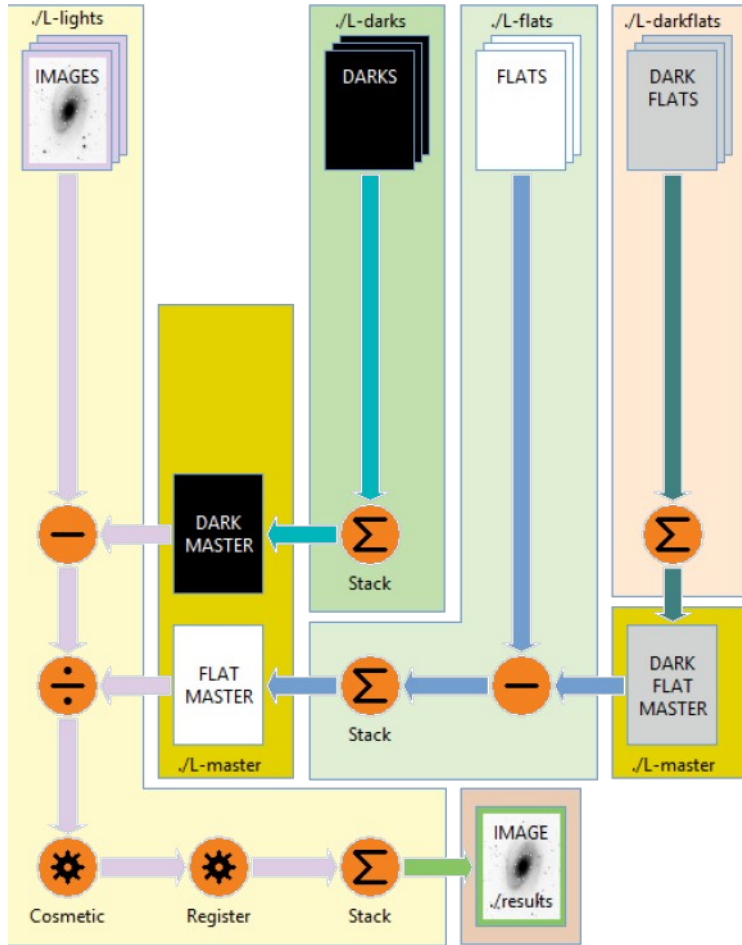 ./L-lights
./L-darks
./L-flats
./L-darkflats
IMAGES
DARKS
FLATS
DARK
FLATS
DARK
MASTER
Stack
FLAT
MASTER
Stack
DARK
FLAT
MASTER
./L-master
./L-master
IMAGE
./results
Cosmetic
Register
Stack